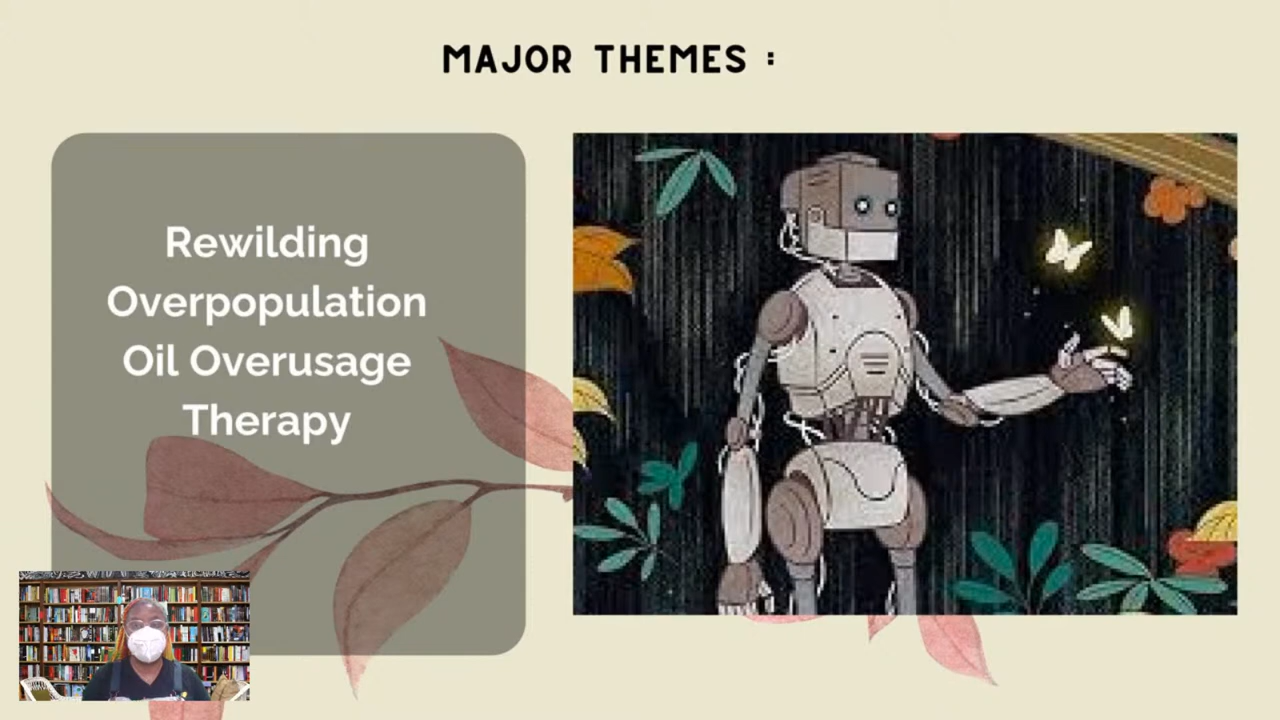 MAJOR THEMES :
Rewilding
Overpopulation
Oil Overusage
Therapy